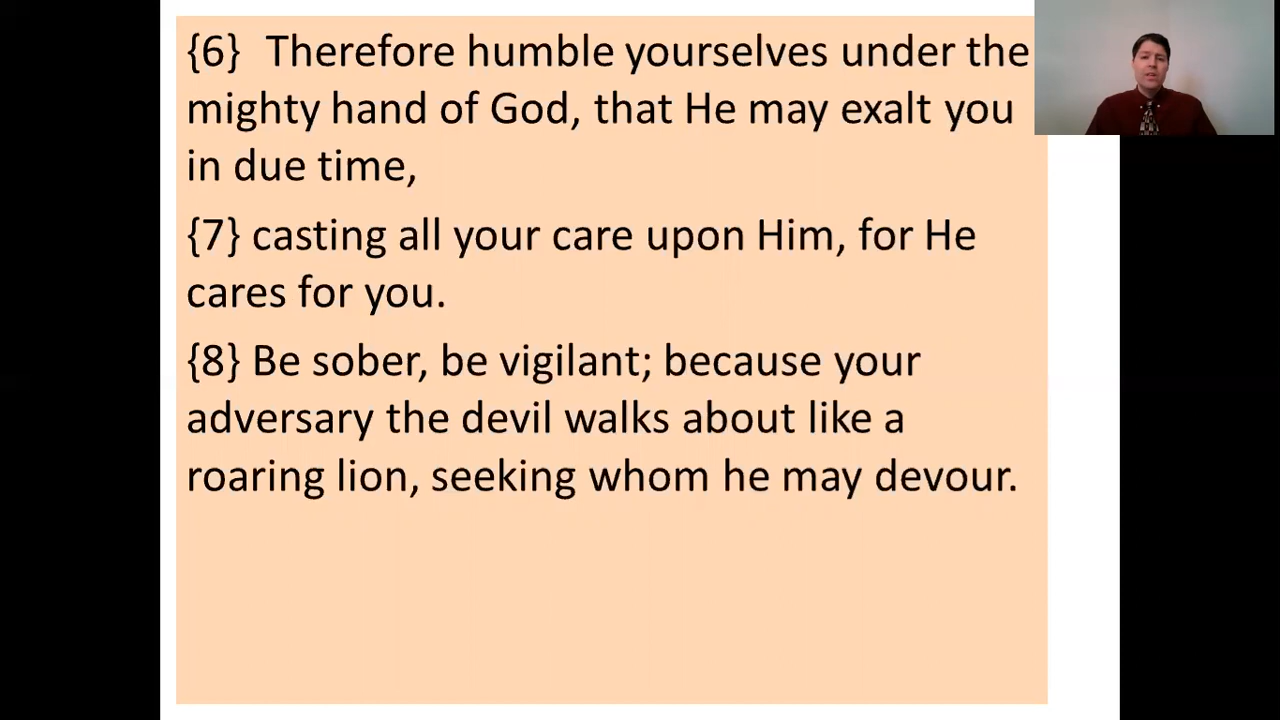 {6}  Therefore humble yourselves under the
mighty hand of God, that He may exalt you
in due time,
{7} casting all your care upon Him, for He
cares for you.
{8} Be sober, be vigilant; because your
adversary the devil walks about like a
roaring lion, seeking whom he may devour.